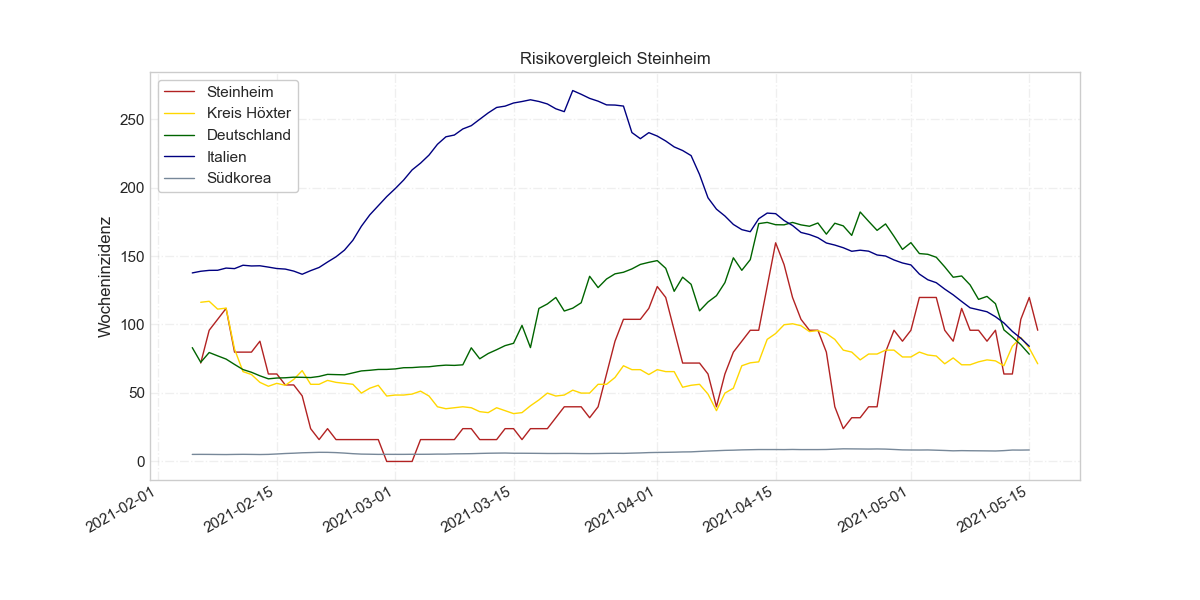 Risikovergleich Steinheim
Steinheim
Kreis Höxter
Deutschland
Italien
Südkorea
Wocheninzidenz
250
200
150
100
50
0
2021-02-01
2021-02-15
2021-03-01
2021-03-15
2021-04-01
2021-04-15
2021-05-01
2021-05-15